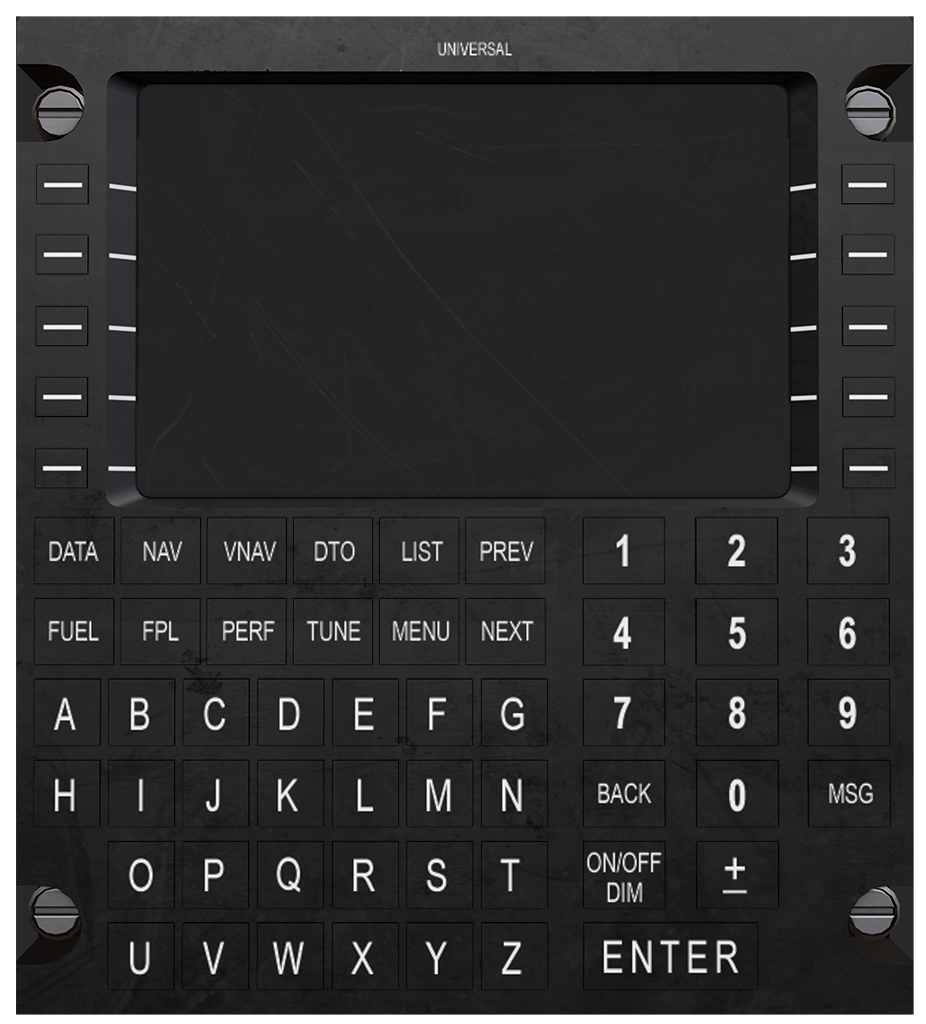 UNIVERSAL
DATA NAV VNAV DTO LIST PREV 1 2 3
FUEL FPL PERF TUNE MENU NEXT 4 5 6
A B C D E F G 7 8 9
H I J K L M N BACK 0 MSG
O P Q R S T ON/OFF DIM ±
U V W X Y Z ENTER